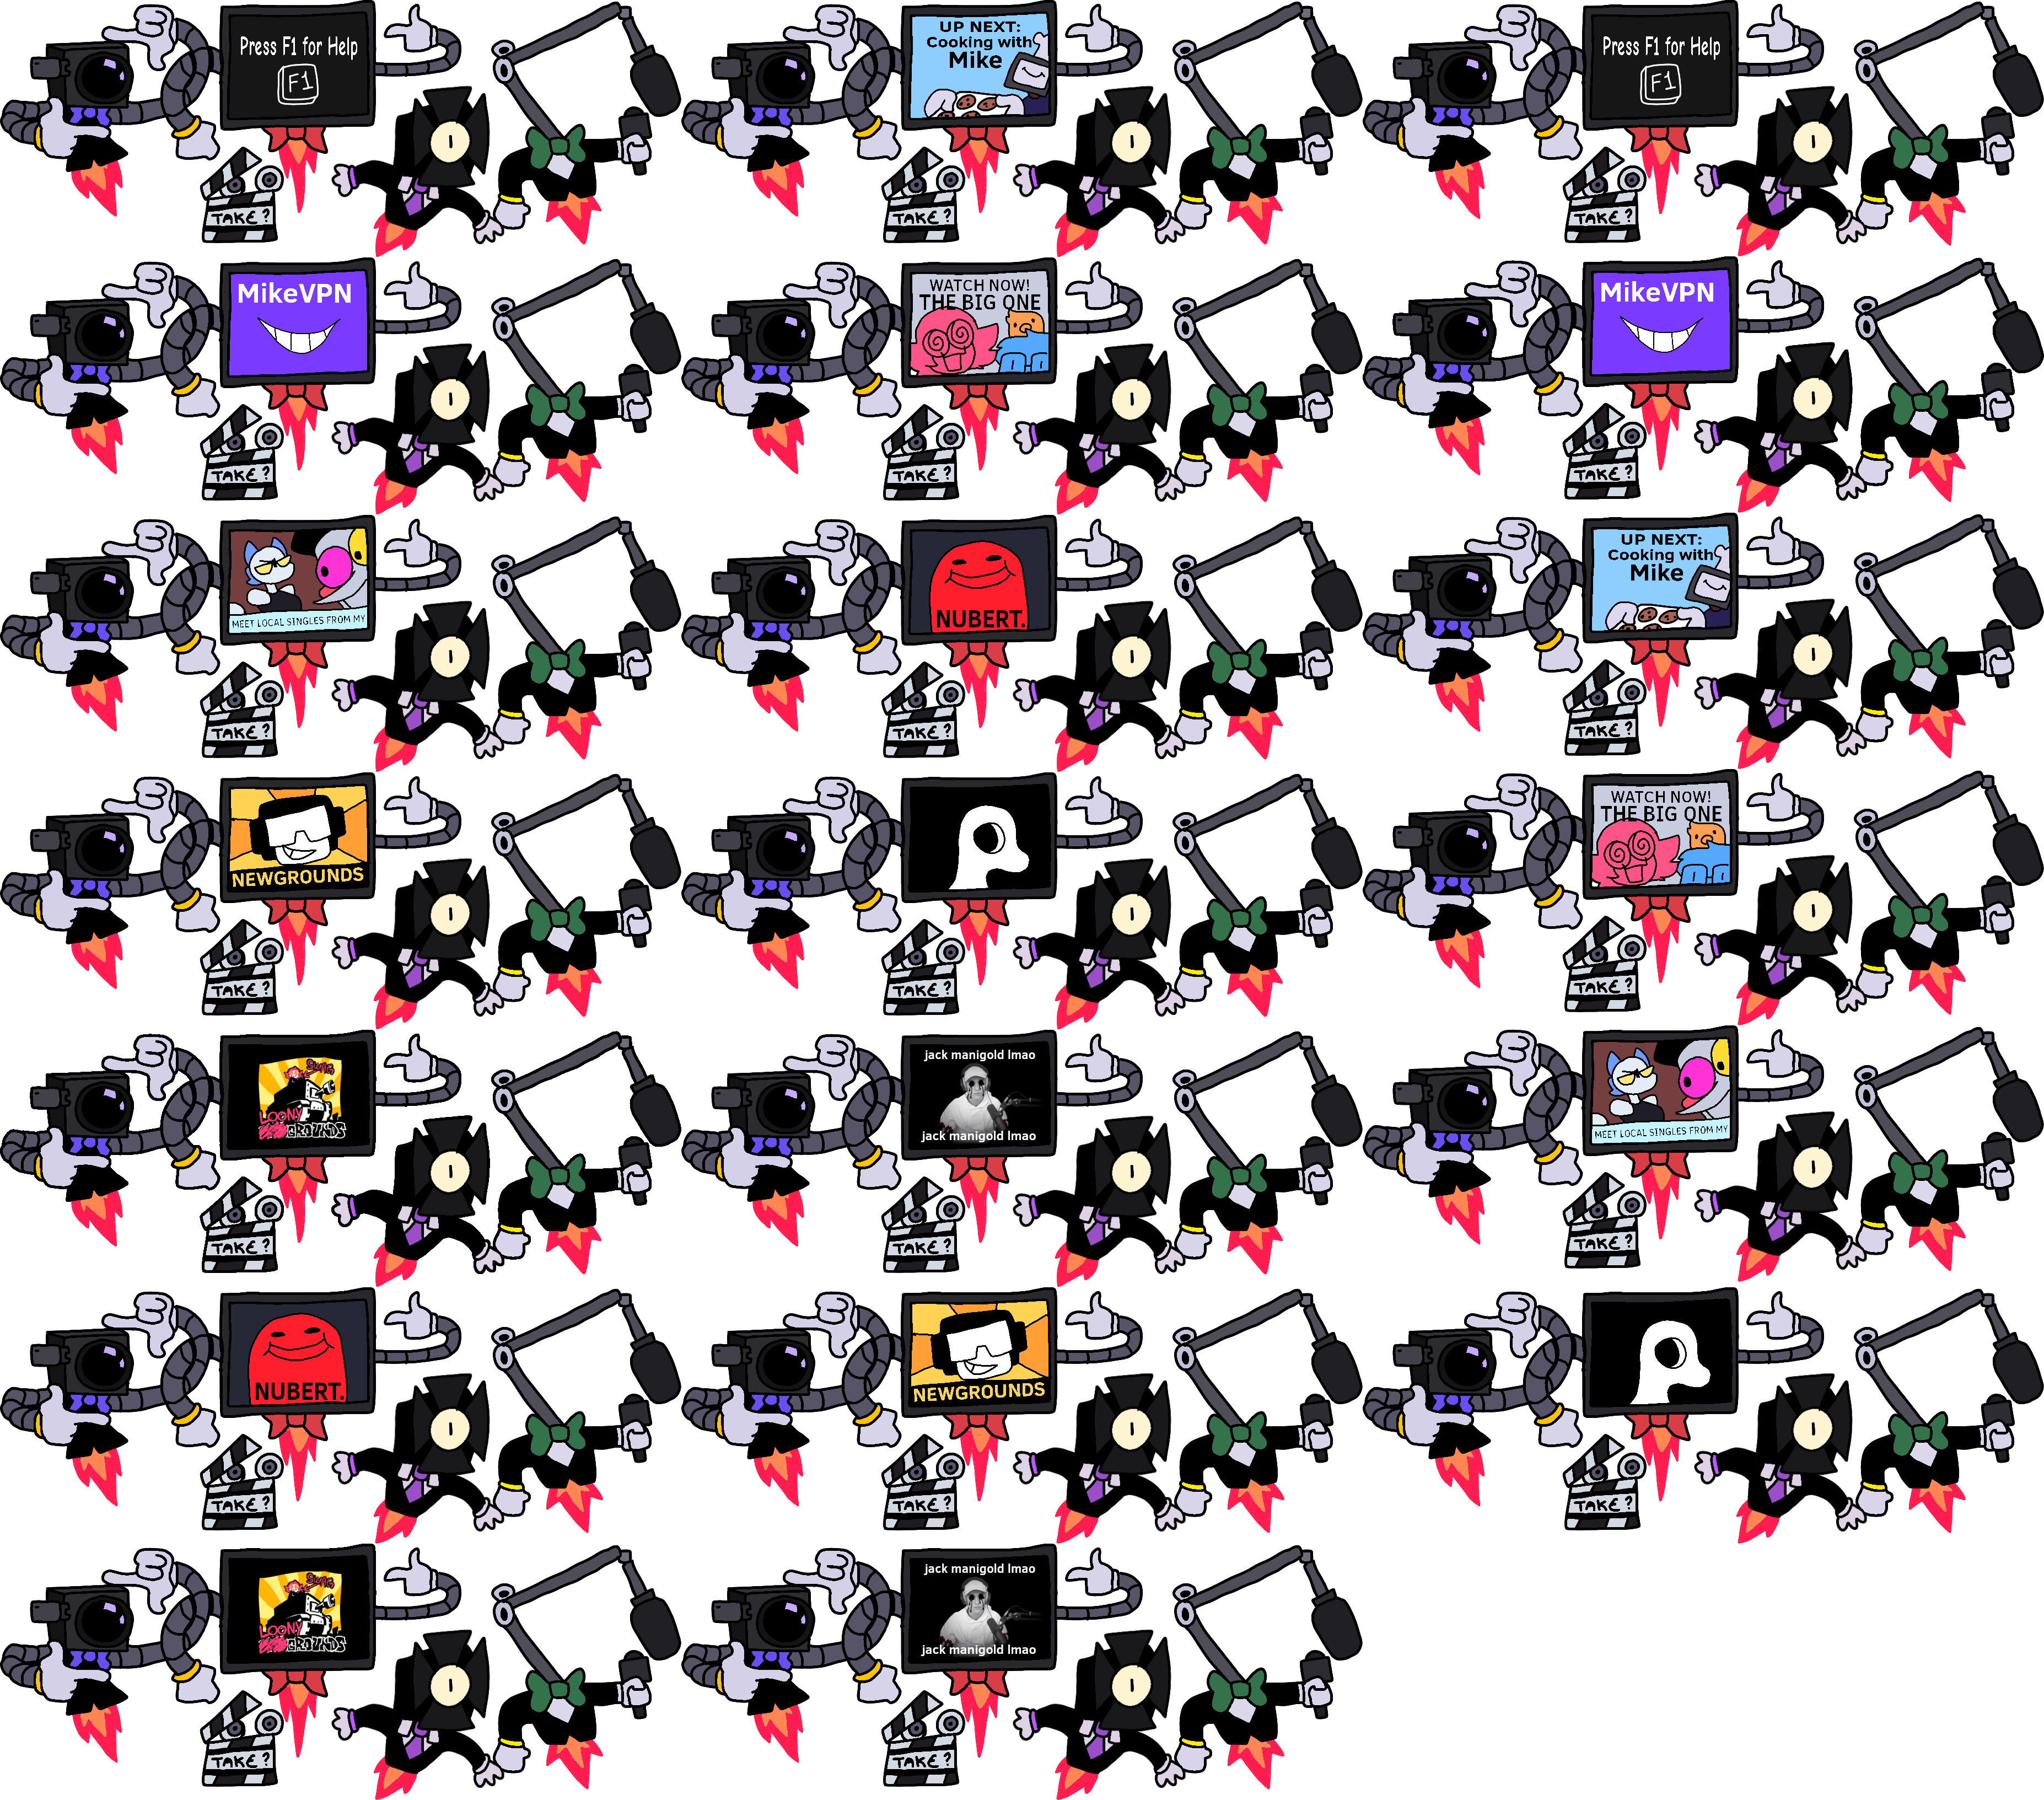 Press F1 for Help
F1
TAKE ?
UP NEXT:
Cooking with
Mike
TAKE ?
Press F1 for Help
F1
TAKE ?
MikeVPN
TAKE ?
WATCH NOW!
THE BIG ONE
TAKE ?
MikeVPN
TAKE ?
MEET LOCAL SINGLES FROM MY
TAKE ?
NUBERT.
TAKE ?
UP NEXT:
Cooking with
Mike
TAKE ?
NEWGROUNDS
TAKE ?
TAKE ?
WATCH NOW!
THE BIG ONE
TAKE ?
LOONY
GROUNDS
TAKE ?
jack manigold lmao
jack manigold lmao
TAKE ?
MEET LOCAL SINGLES FROM MY
TAKE ?
NUBERT.
TAKE ?
NEWGROUNDS
TAKE ?
TAKE ?
LOONY
GROUNDS
TAKE ?
jack manigold lmao
jack manigold lmao
TAKE ?